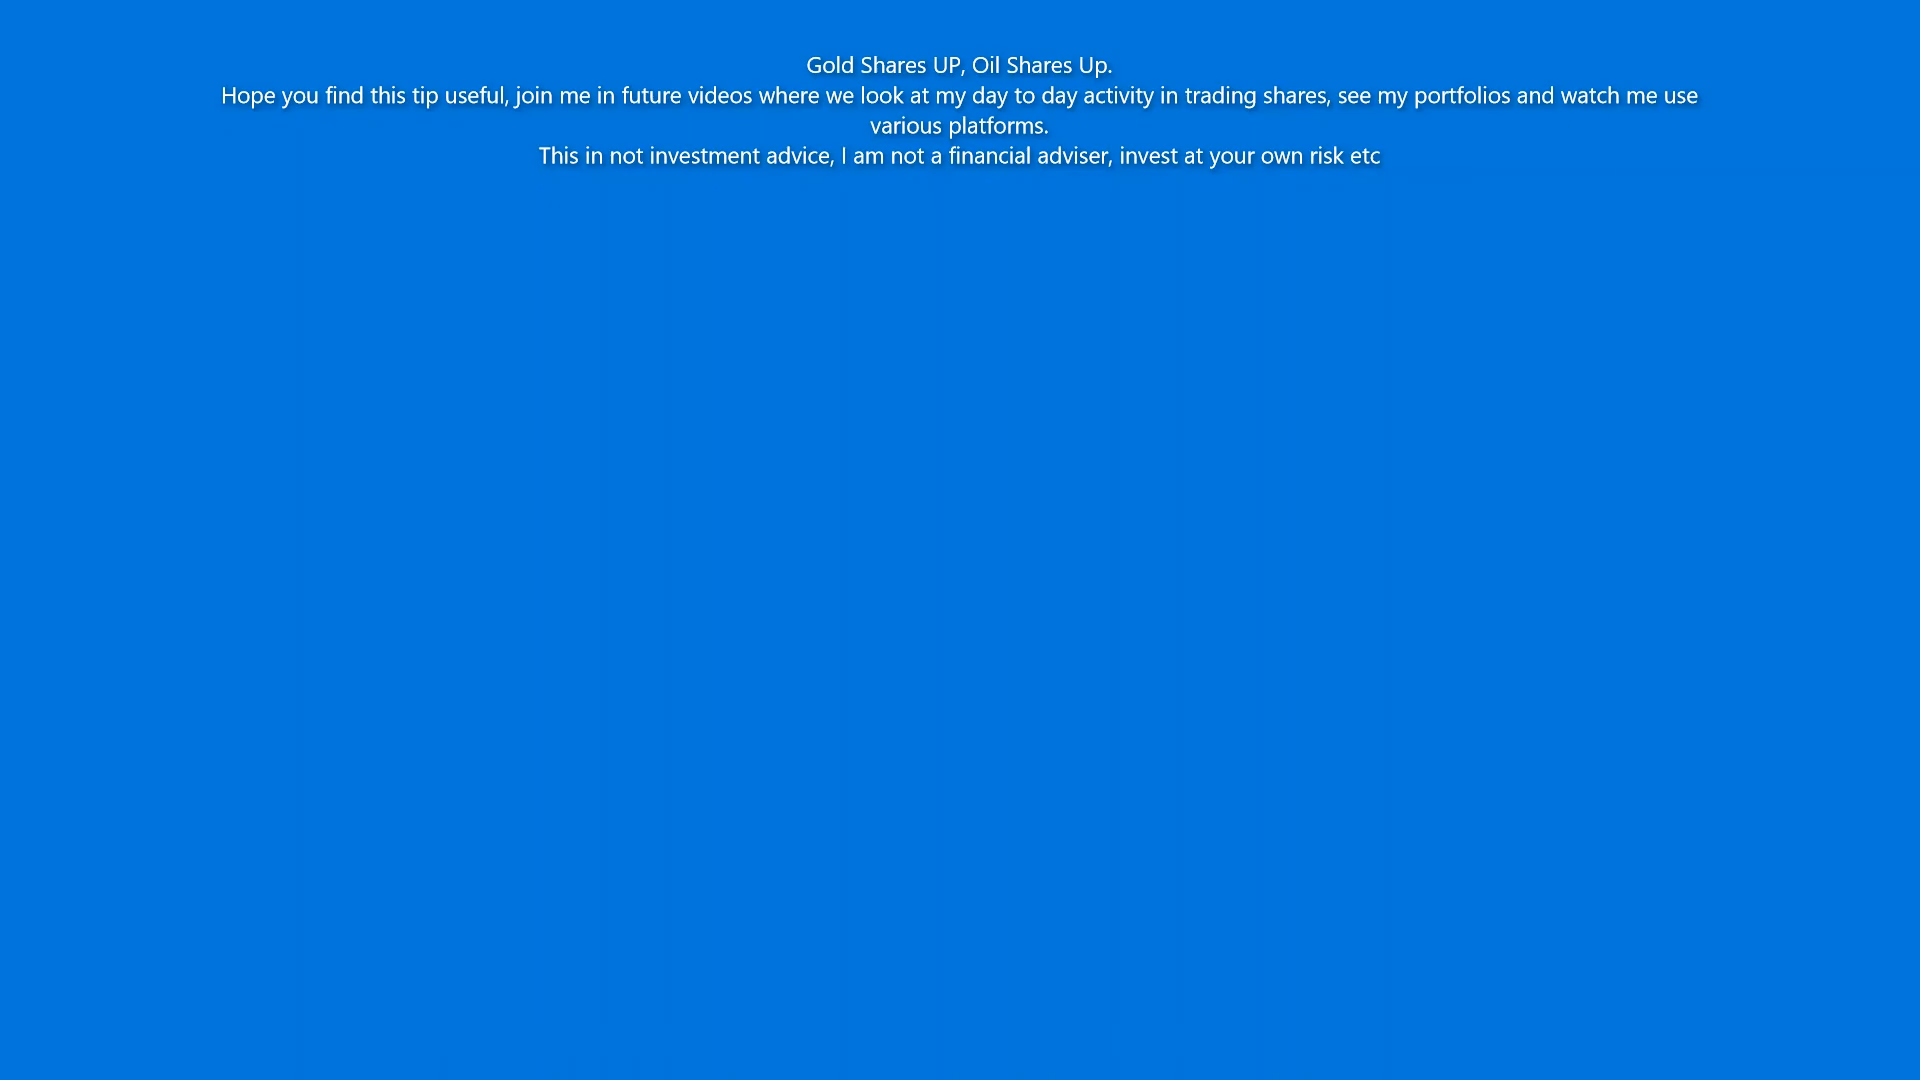 Gold Shares UP, Oil Shares Up.
Hope you find this tip useful, join me in future videos where we look at my day to day activity in trading shares, see my portfolios and watch me use
various platforms.
This in not investment advice, I am not a financial adviser, invest at your own risk etc